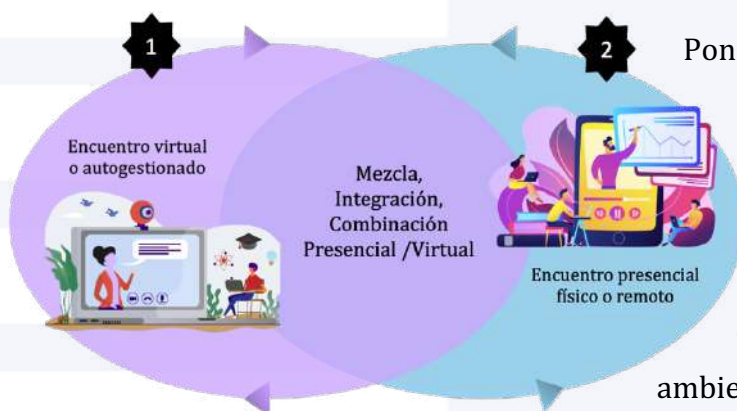 1
Encuentro virtual
o autogestionado
Mezcla,
Integración,
Combinación
Presencial /Virtual
2
Encuentro presencial
físico o remoto
Pon
ambie